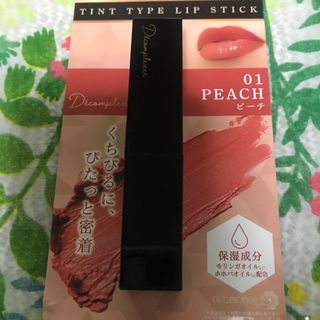 TINT TYPE LIP STICK
01
PEACH
ピーチ
Dicomplexer
くちびるに、
ぴたっと密着
保湿成分
モリンガオイル
ホホバオイル
配合